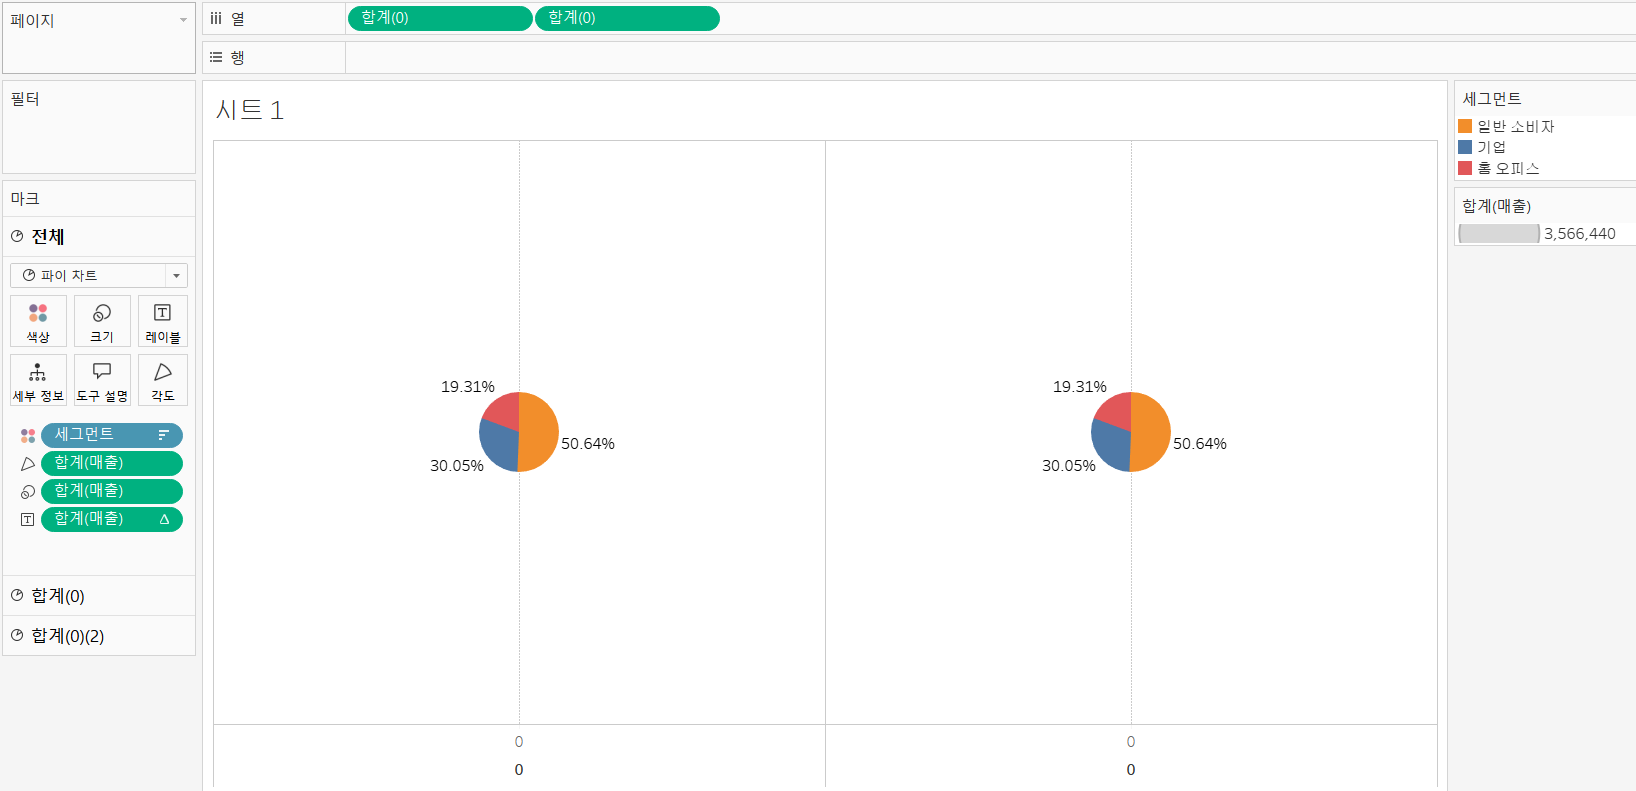 페이지
열
합계(0)
합계(0)
행
필터
시트 1
마크
전체
파이 차트
색상
크기
레이블
세부 정보
도구 설명
각도
세그먼트
합계(매출)
합계(매출)
합계(매출)
합계(0)
합계(0)(2)
19.31%
50.64%
30.05%
0
0
19.31%
50.64%
30.05%
0
0
세그먼트
일반 소비자
기업
홈 오피스
합계(매출)
3,566,440